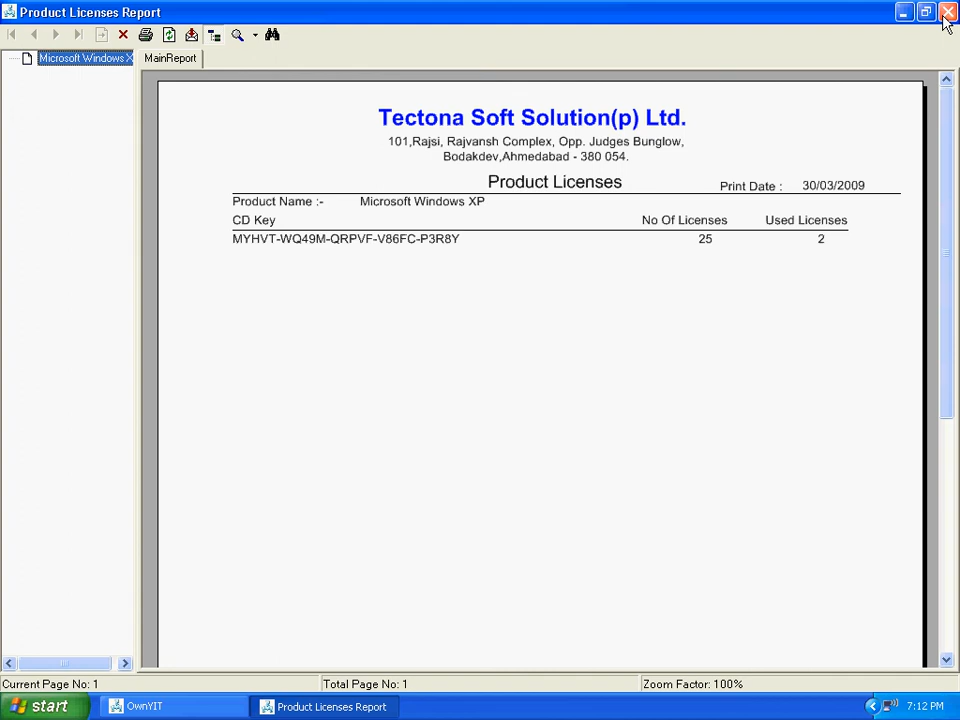 Product Licenses Report
Microsoft Windows X
MainReport
Tectona Soft Solution(p) Ltd.
101,Rajsi, Rajvansh Complex, Opp. Judges Bunglow,
Bodakdev,Ahmedabad - 380 054.
Product Licenses
Print Date : 30/03/2009
Product Name :- Microsoft Windows XP
CD Key No Of Licenses Used Licenses
MYHVT-WQ49M-QRPVF-V86FC-P3R8Y 25 2
Current Page No: 1 Total Page No: 1 Zoom Factor: 100%
start OwnYIT Product Licenses Report 7:12 PM